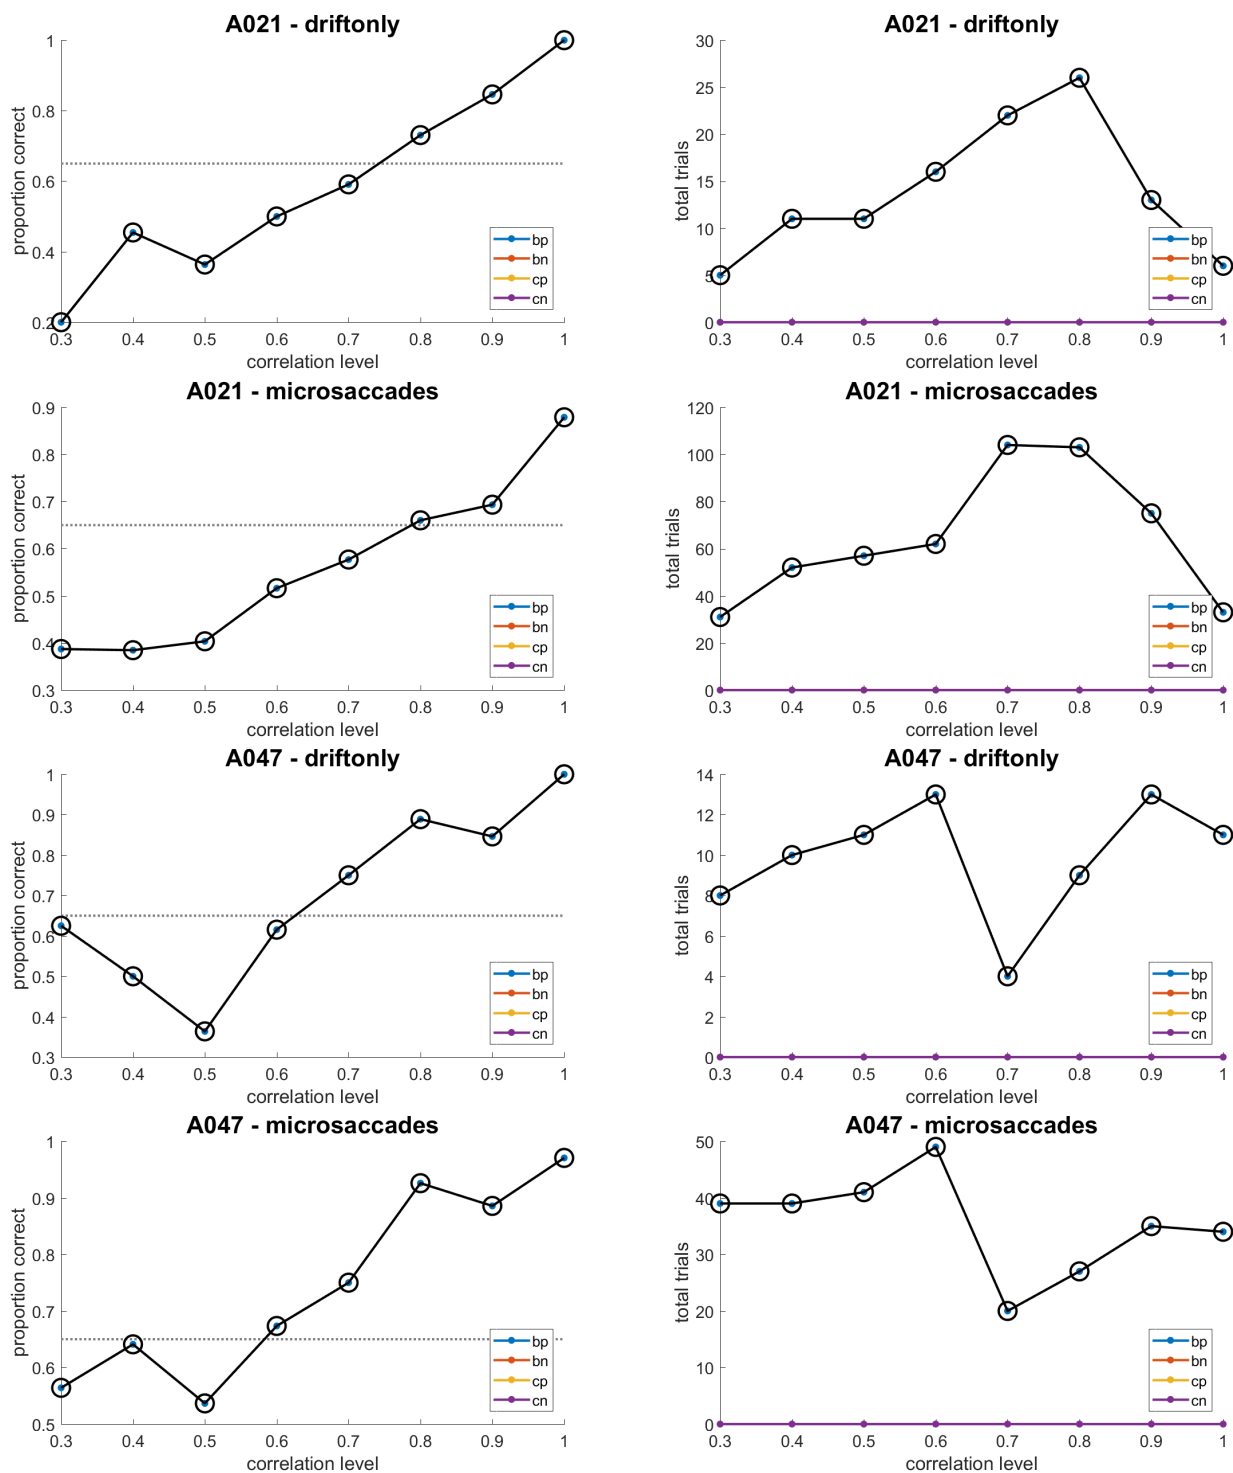 A021 - driftonly
proportion correct
1
0.8
0.6
0.4
0.2
0.3 0.4 0.5 0.6 0.7 0.8 0.9 1
correlation level
bp
bn
cp
cn
A021 - driftonly
total trials
30
25
20
15
10
5
0
0.3 0.4 0.5 0.6 0.7 0.8 0.9 1
correlation level
bp
bn
cp
cn
A021 - microsaccades
proportion correct
0.9
0.8
0.7
0.6
0.5
0.4
0.3
0.3 0.4 0.5 0.6 0.7 0.8 0.9 1
correlation level
bp
bn
cp
cn
A021 - microsaccades
total trials
120
100
80
60
40
20
0
0.3 0.4 0.5 0.6 0.7 0.8 0.9 1
correlation level
bp
bn
cp
cn
A047 - driftonly
proportion correct
1
0.9
0.8
0.7
0.6
0.5
0.4
0.3
0.3 0.4 0.5 0.6 0.7 0.8 0.9 1
correlation level
bp
bn
cp
cn
A047 - driftonly
total trials
14
12
10
8
6
4
2
0
0.3 0.4 0.5 0.6 0.7 0.8 0.9 1
correlation level
bp
bn
cp
cn
A047 - microsaccades
proportion correct
1
0.9
0.8
0.7
0.6
0.5
0.3 0.4 0.5 0.6 0.7 0.8 0.9 1
correlation level
bp
bn
cp
cn
A047 - microsaccades
total trials
50
40
30
20
10
0
0.3 0.4 0.5 0.6 0.7 0.8 0.9 1
correlation level
bp
bn
cp
cn